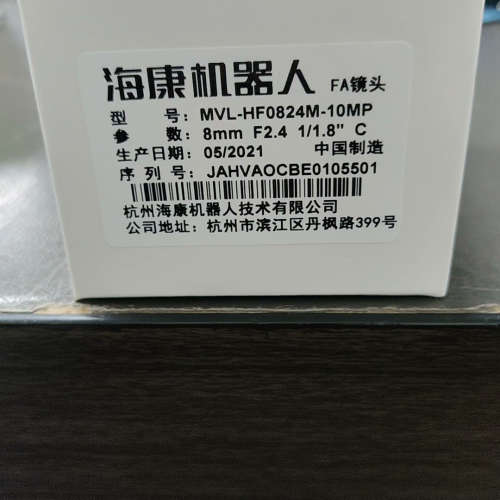 海康机器人 FA镜头
型 号: MVL-HF0824M-10MP
参 数: 8mm F2.4 1/1.8" C
生产日期: 05/2021 中国制造
序 列 号: JAHVAOCBE0105501
杭州海康机器人技术有限公司
公司地址: 杭州市滨江区丹枫路399号